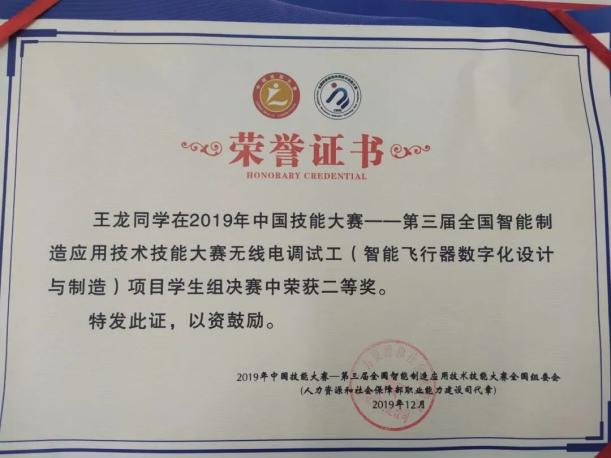 荣誉证书
HONORARY CREDENTIAL
王龙同学在2019年中国技能大赛——第三届全国智能制
造应用技术技能大赛无线电调试工（智能飞行器数字化设计
与制造）项目学生组决赛中荣获二等奖。
特发此证，以资鼓励。
2019年中国技能大赛—第三届全国智能制造应用技术技能大赛全国组委会
(人力资源和社会保障部职业能力建设司代章)
2019年12月